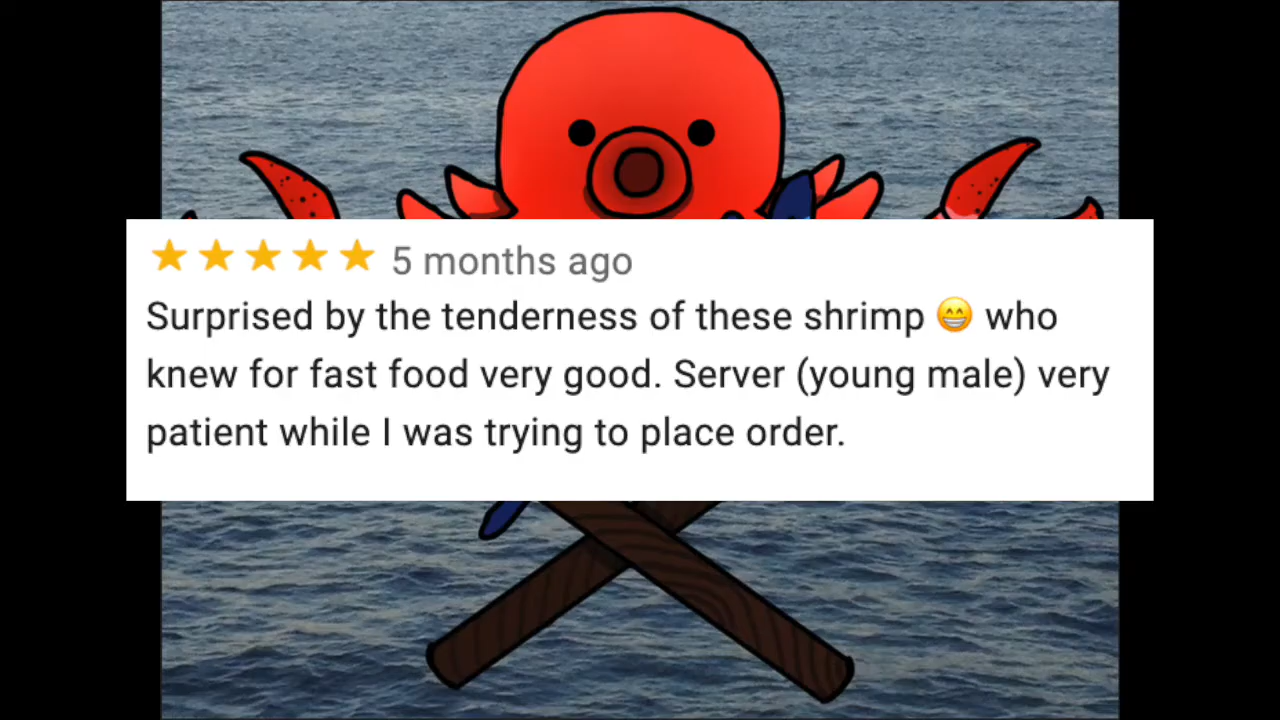 5 months ago
Surprised by the tenderness of these shrimp 😁 who
knew for fast food very good. Server (young male) very
patient while I was trying to place order.